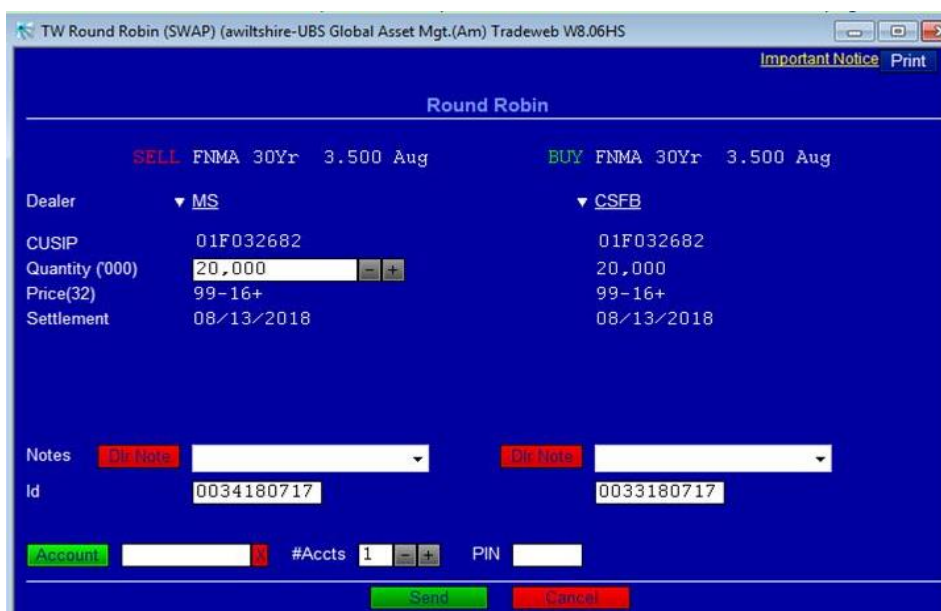 TW Round Robin (SWAP) (awiltshire-UBS Global Asset Mgt.(Am) Tradeweb W8.06HS
Important Notice Print
Round Robin
SELL FNMA 30Yr 3.500 Aug BUY FNMA 30Yr 3.500 Aug
Dealer ▼ MS ▼ CSFB
CUSIP 01F032682 01F032682
Quantity ('000) 20,000 - + 20,000
Price(32) 99-16+ 99-16+
Settlement 08/13/2018 08/13/2018
Notes Dlr Note Dlr Note
Id 0034180717 0033180717
Account X #Accts 1 - + PIN
Send Cancel